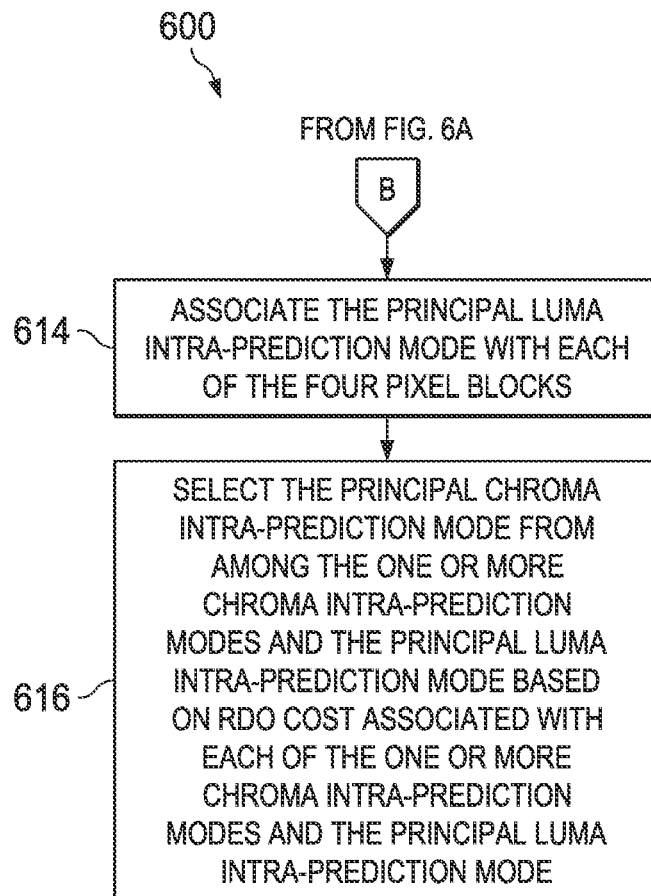 600
FROM FIG. 6A
B
614
ASSOCIATE THE PRINCIPAL LUMA
INTRA-PREDICTION MODE WITH EACH
OF THE FOUR PIXEL BLOCKS
616
SELECT THE PRINCIPAL CHROMA
INTRA-PREDICTION MODE FROM
AMONG THE ONE OR MORE
CHROMA INTRA-PREDICTION
MODES AND THE PRINCIPAL LUMA
INTRA-PREDICTION MODE BASED
ON RDO COST ASSOCIATED WITH
EACH OF THE ONE OR MORE
CHROMA INTRA-PREDICTION
MODES AND THE PRINCIPAL LUMA
INTRA-PREDICTION MODE